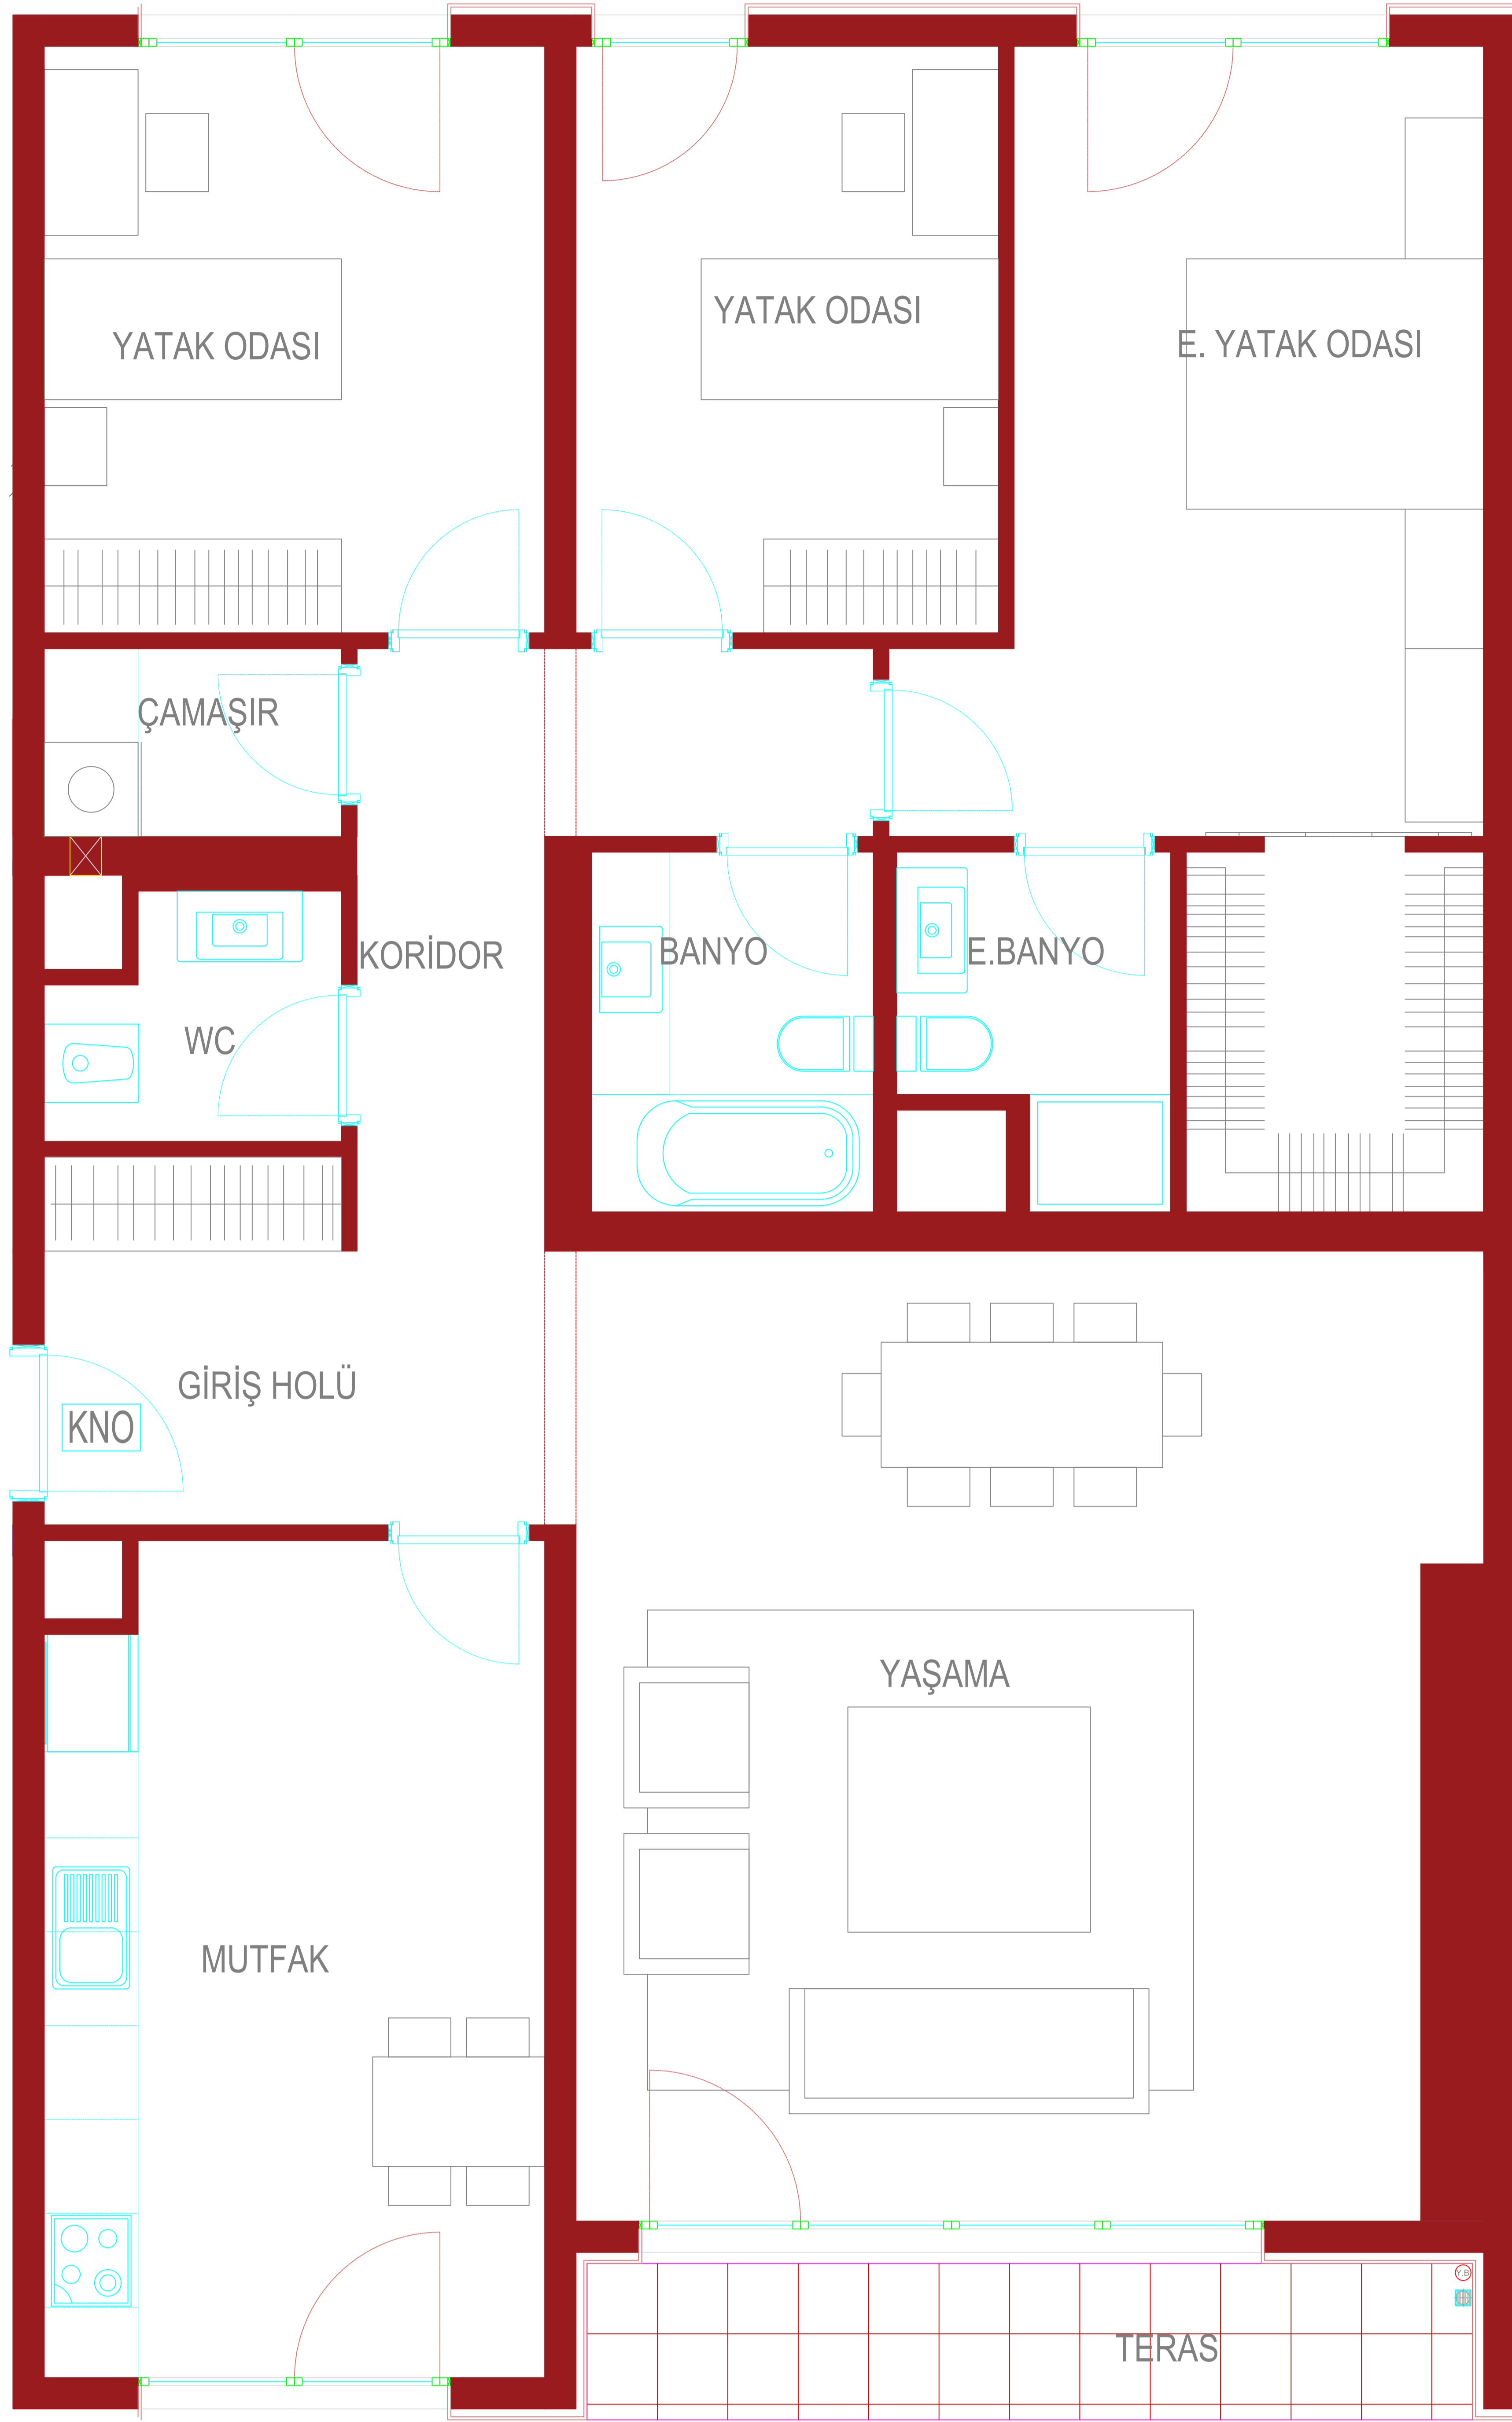 YATAK ODASI
YATAK ODASI
E. YATAK ODASI
ÇAMAŞIR
KORİDOR
BANYO
E.BANYO
WC
GİRİŞ HOLÜ
KNO
YAŞAMA
MUTFAK
Y.B
TERAS